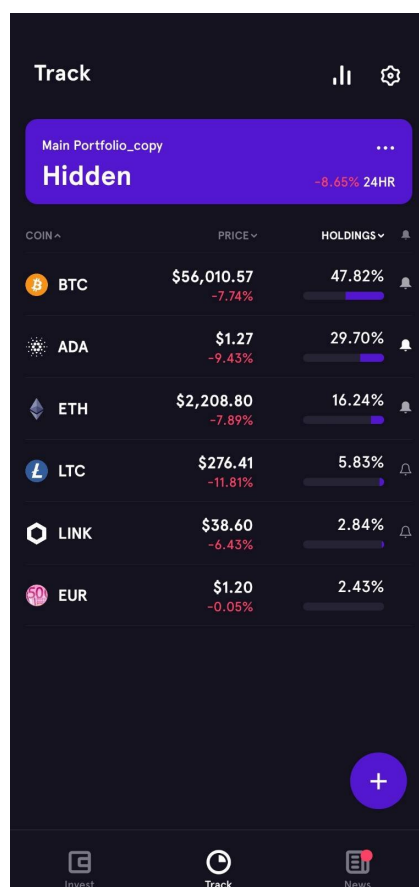 Track
Main Portfolio_copy
Hidden
-8.65% 24HR
COIN PRICE HOLDINGS
BTC $56,010.57 47.82%
-7.74%
ADA $1.27 29.70%
-9.43%
ETH $2,208.80 16.24%
-7.89%
LTC $276.41 5.83%
-11.81%
LINK $38.60 2.84%
-6.43%
EUR $1.20 2.43%
-0.05%
Invest Track News